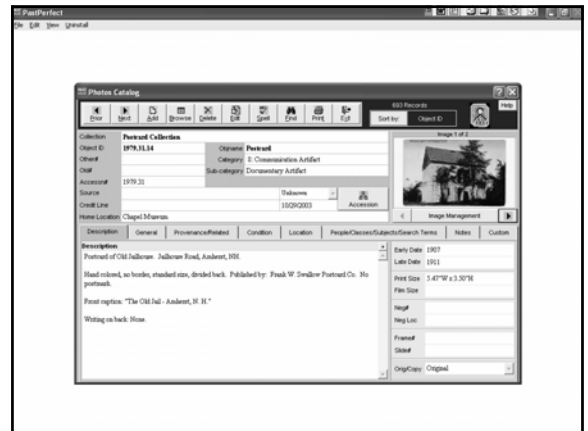 PastPerfect
File Edit View Uninstall
Photos Catalog
Prior Next Add Browse Delete Edit Spell Find Print Exit
693 Records
Sort by: Object ID
Help
Collection Postcard Collection
Object ID 1979.31.14 Objname Postcard
Other# Category 8: Communication Artifact
Old# Sub-category Documentary Artifact
Accession# 1979.31
Source Unknown
Credit Line 10/29/2003 Accession
Home Location Chapel Museum
Image 1 of 2
Image Management
Description General Provenance/Related Condition Location People/Classes/Subjects/Search Terms Notes Custom
Description
Postcard of Old Jailhouse. Jailhouse Road, Amherst, NH.
Hand colored, no border, standard size, divided back. Published by: Frank W. Swallow Postcard Co. No
postmark.
Front caption: "The Old Jail - Amherst, N. H."
Writing on back: None.
Early Date 1907
Late Date 1911
Print Size 5.47"W x 3.50"H
Film Size
Neg#
Neg Loc
Frame#
Slide#
Orig/Copy Original